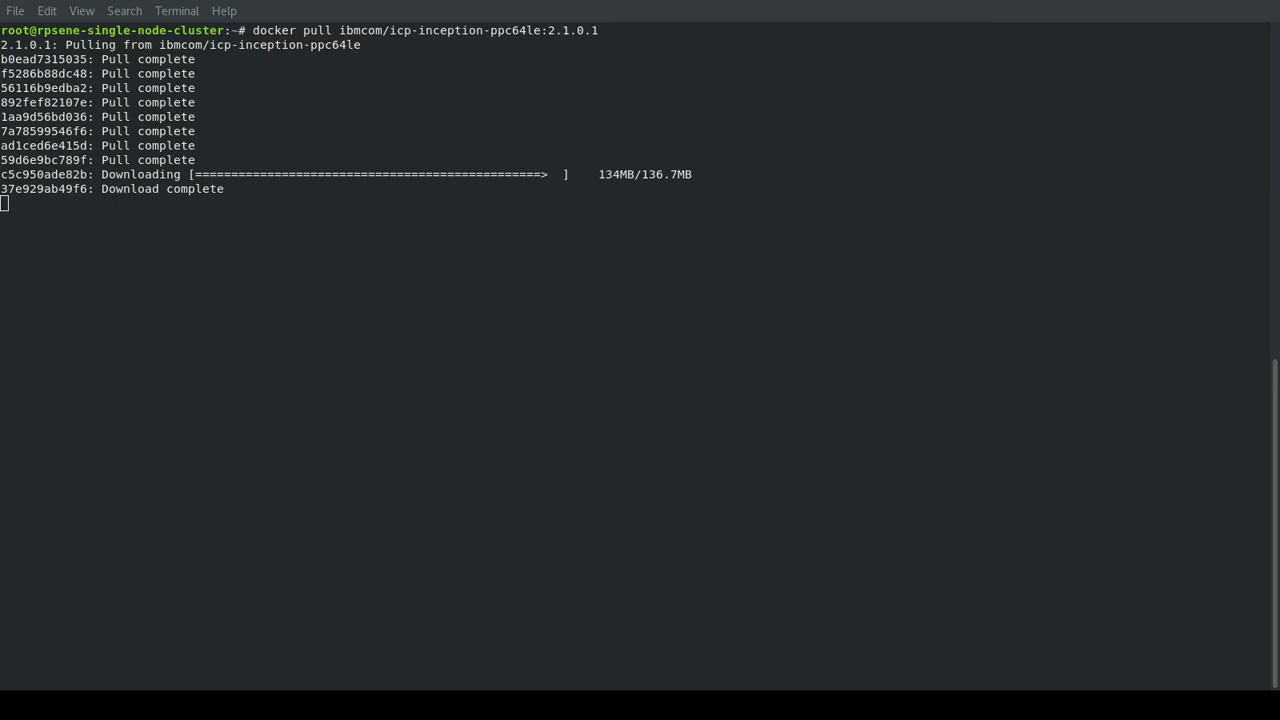 File Edit View Search Terminal Help
root@rpsene-single-node-cluster:~# docker pull ibmcom/icp-inception-ppc64le:2.1.0.1
2.1.0.1: Pulling from ibmcom/icp-inception-ppc64le
b0ead7315035: Pull complete
f5286b88dc48: Pull complete
56116b9edba2: Pull complete
892fef82107e: Pull complete
1aa9d56bd036: Pull complete
7a78599546f6: Pull complete
ad1ced6e415d: Pull complete
59d6e9bc789f: Pull complete
c5c950ade82b: Downloading [================================================>  ]    134MB/136.7MB
37e929ab49f6: Download complete